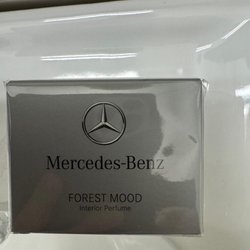 Mercedes-Benz
FOREST MOOD
Interior Perfume